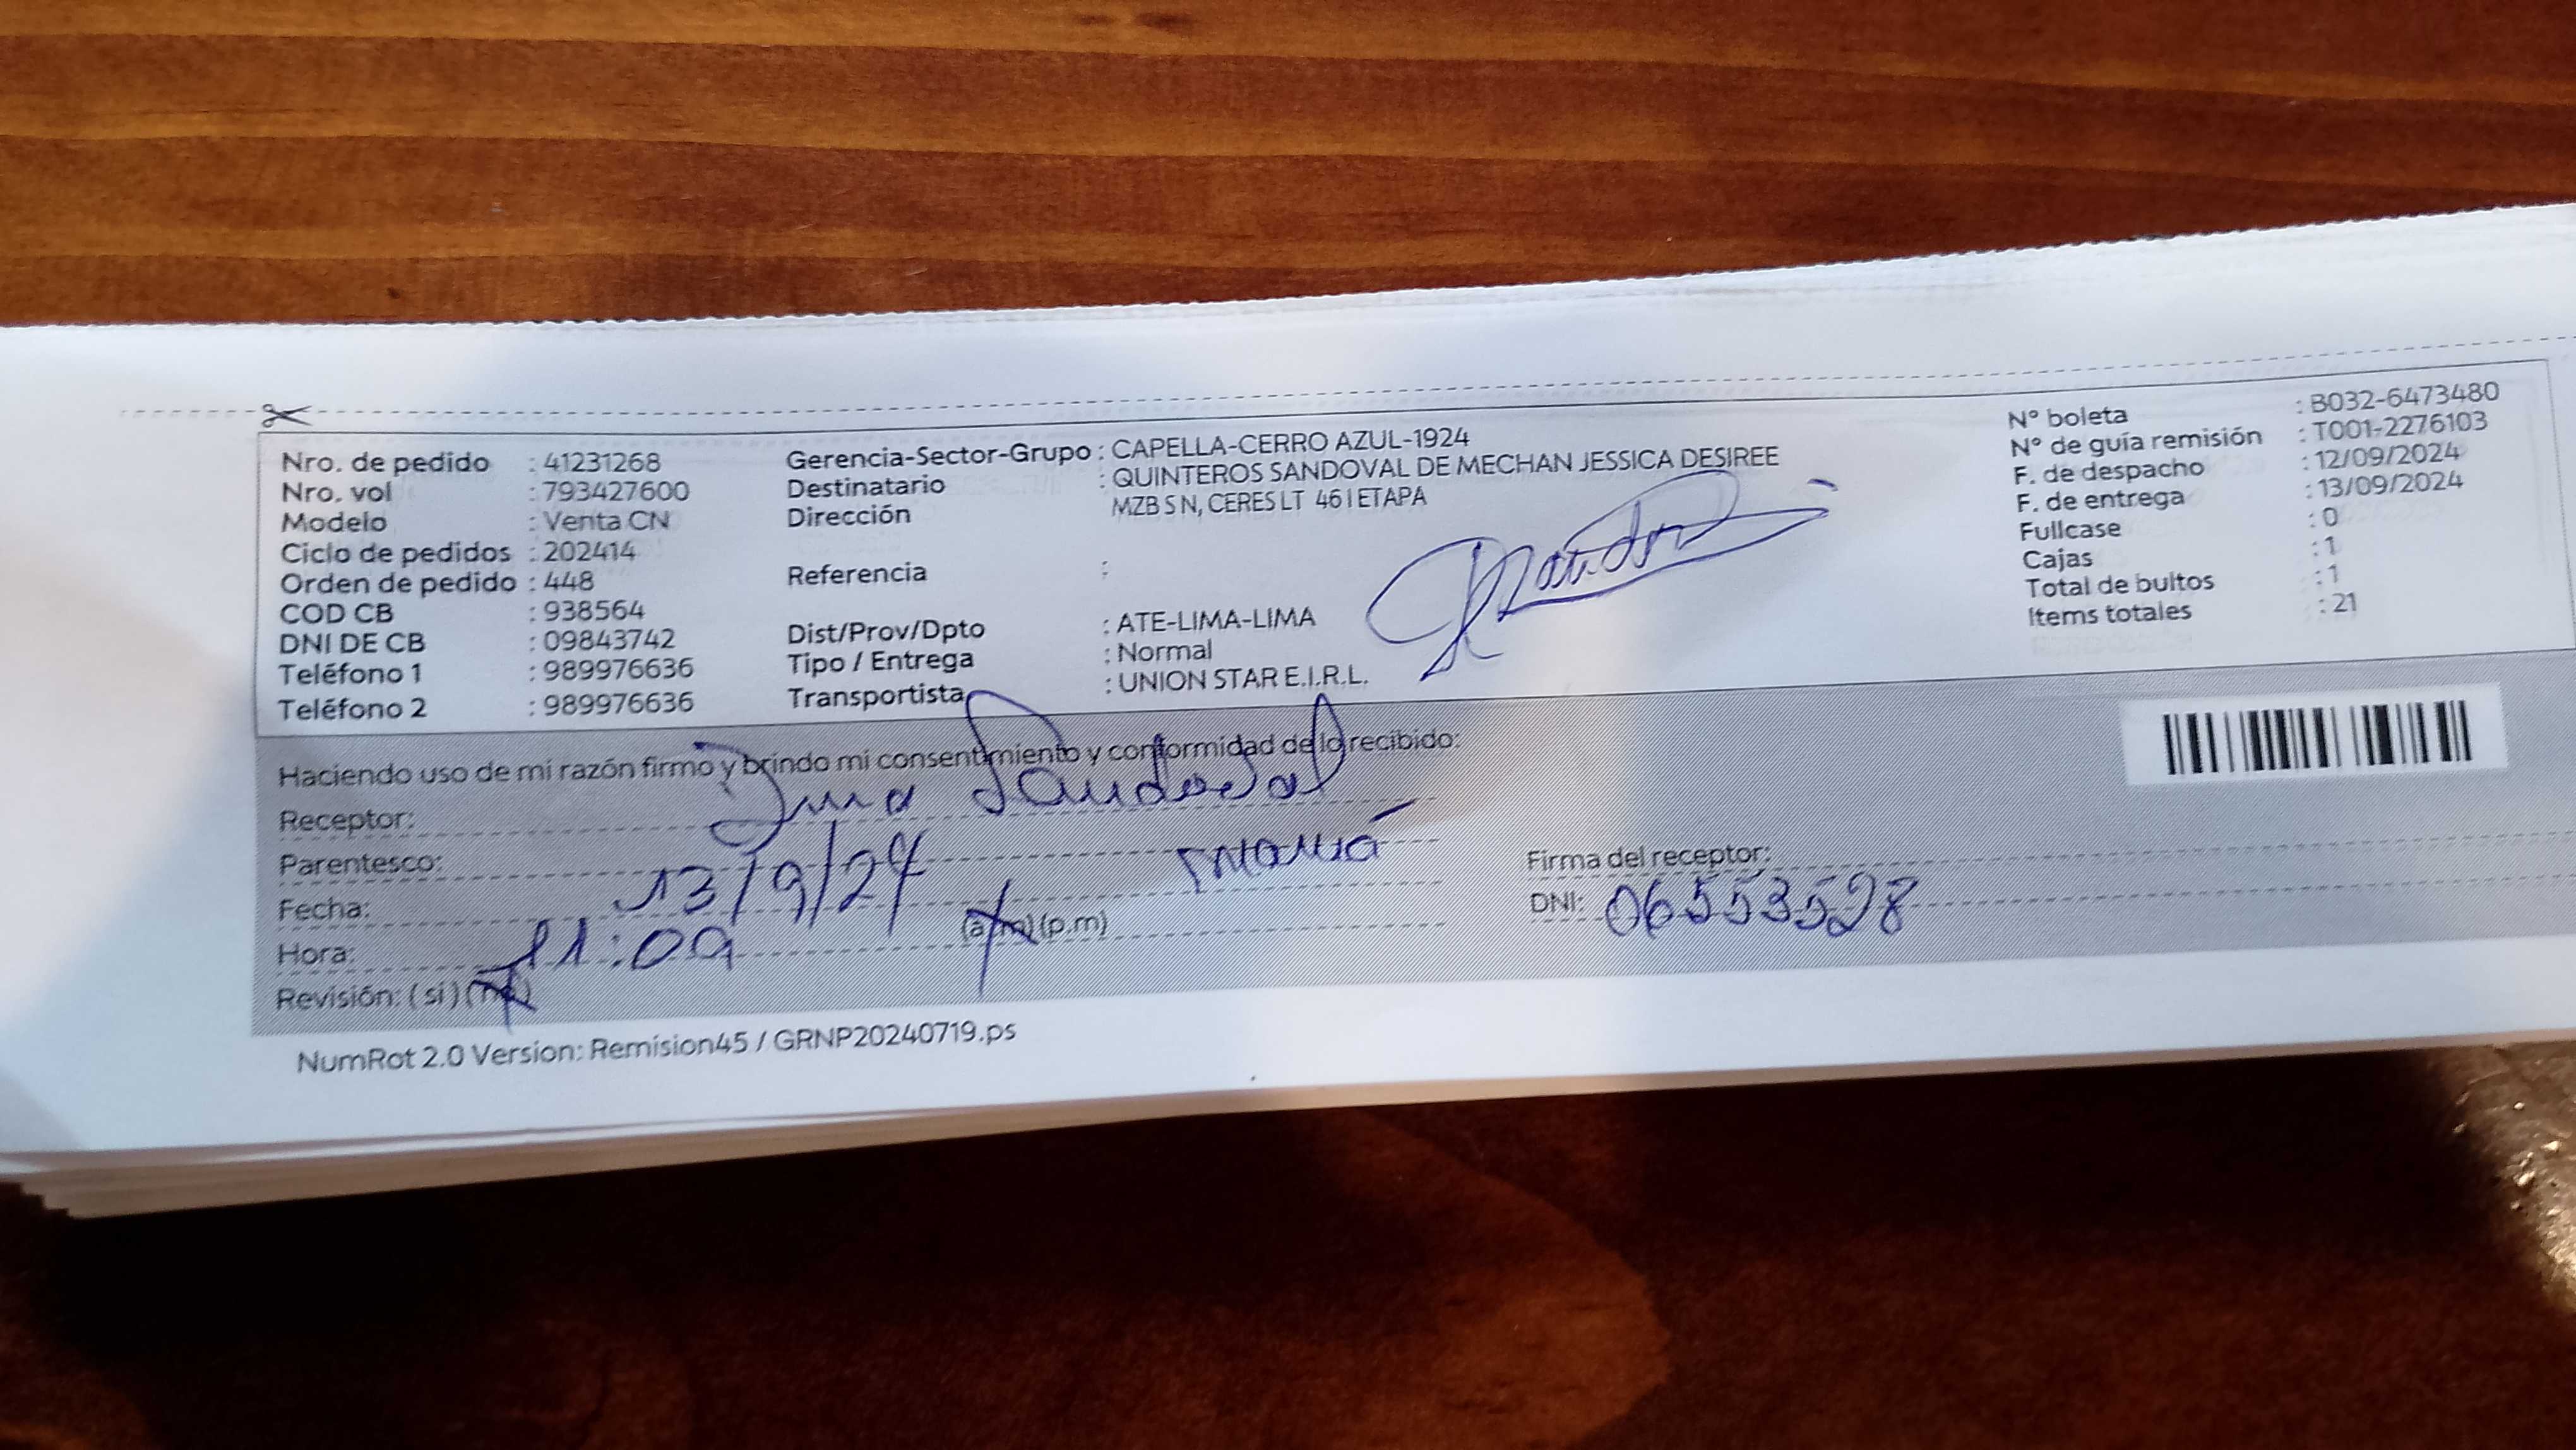 Nro. de pedido : 41231268
Nro. vol : 793427600
Modelo : Venta CN
Ciclo de pedidos : 202414
Orden de pedido : 448
COD CB : 938564
DNI DE CB : 09843742
Teléfono 1 : 989976636
Teléfono 2 : 989976636
Gerencia-Sector-Grupo : CAPELLA-CERRO AZUL-1924
Destinatario : QUINTEROS SANDOVAL DE MECHAN JESSICA DESIREE
Dirección MZB S N, CERES LT 46 I ETAPA
Referencia :
Dist/Prov/Dpto : ATE-LIMA-LIMA
Tipo / Entrega : Normal
Transportista : UNION STAR E.I.R.L.
N° boleta : B032-6473480
N° de guía remisión : T001-2276103
F. de despacho : 12/09/2024
F. de entrega : 13/09/2024
Fullcase : 0
Cajas : 1
Total de bultos : 1
Items totales : 21
Haciendo uso de mi razón firmo y brindo mi consentimiento y conformidad de lo recibido:
Receptor: Sandoval
Parentesco: mamá
Fecha: 13/9/24
Hora: 11:09 (a.m) (p.m)
Revisión: ( si ) ( no )
Firma del receptor:
DNI: 06553528
NumRot 2.0 Version: Remision45 / GRNP20240719.ps